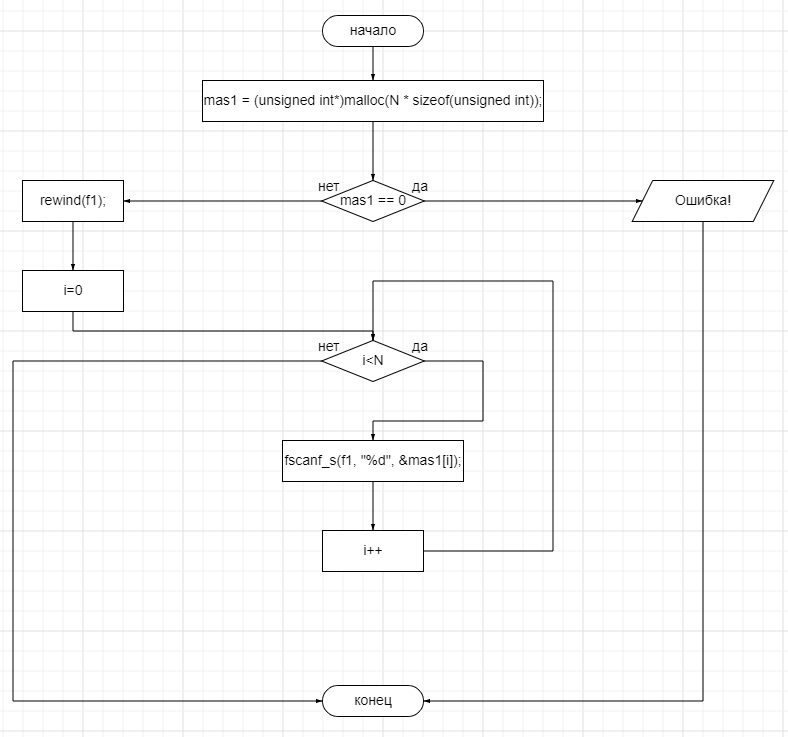 начало
mas1 = (unsigned int*)malloc(N * sizeof(unsigned int));
нет
да
rewind(f1);
mas1 == 0
Ошибка!
i=0
нет
да
i<N
fscanf_s(f1, "%d", &mas1[i]);
i++
конец